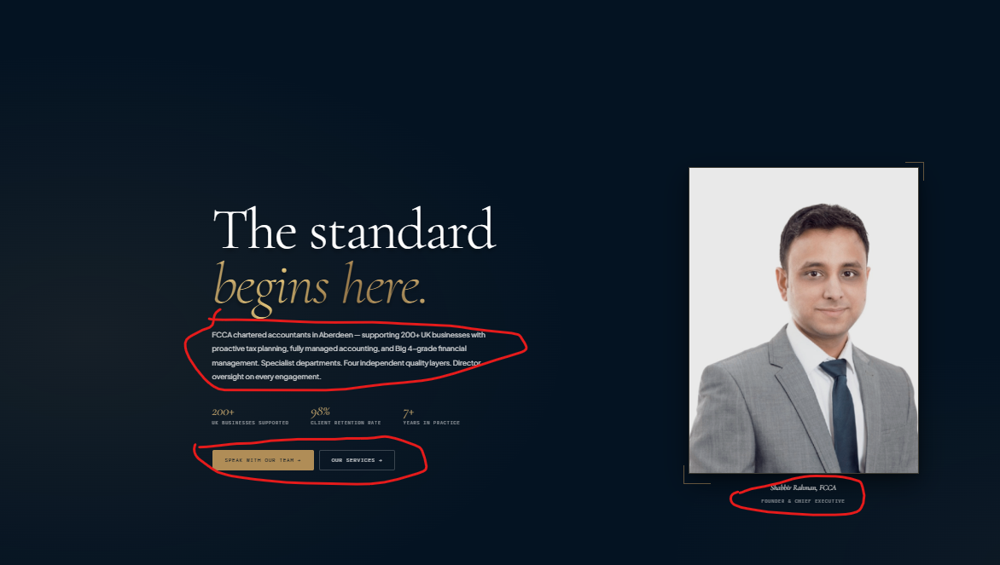 The standard
begins here.
FCCA chartered accountants in Aberdeen — supporting 200+ UK businesses with
proactive tax planning, fully managed accounting, and Big 4-grade financial
management. Specialist departments. Four independent quality layers. Director
oversight on every engagement.
200+ 98% 7+
UK BUSINESSES SUPPORTED CLIENT RETENTION RATE YEARS IN PRACTICE
SPEAK WITH OUR TEAM → OUR SERVICES →
Shabbir Rahman, FCCA
FOUNDER & CHIEF EXECUTIVE